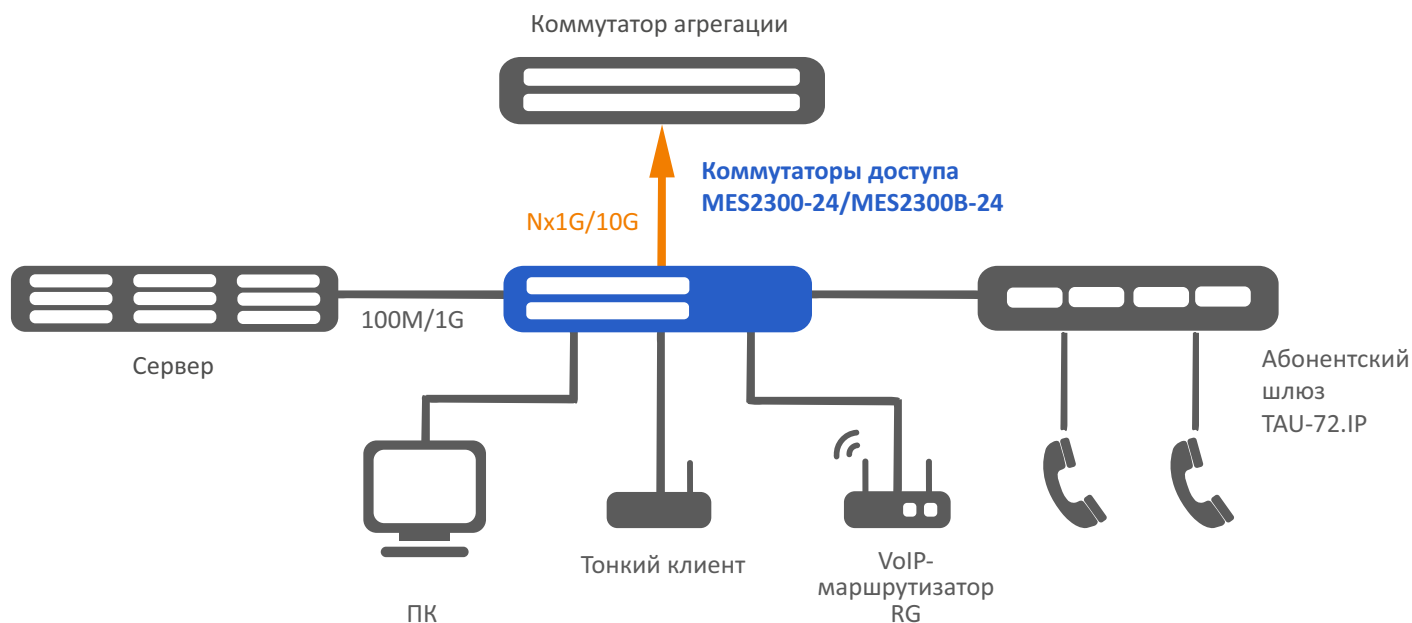 Коммутатор агрегации
Коммутаторы доступа
MES2300-24/MES2300B-24
Nx1G/10G
100M/1G
Сервер
Абонентский
шлюз
TAU-72.IP
Тонкий клиент
VoIP-
маршрутизатор
RG
ПК